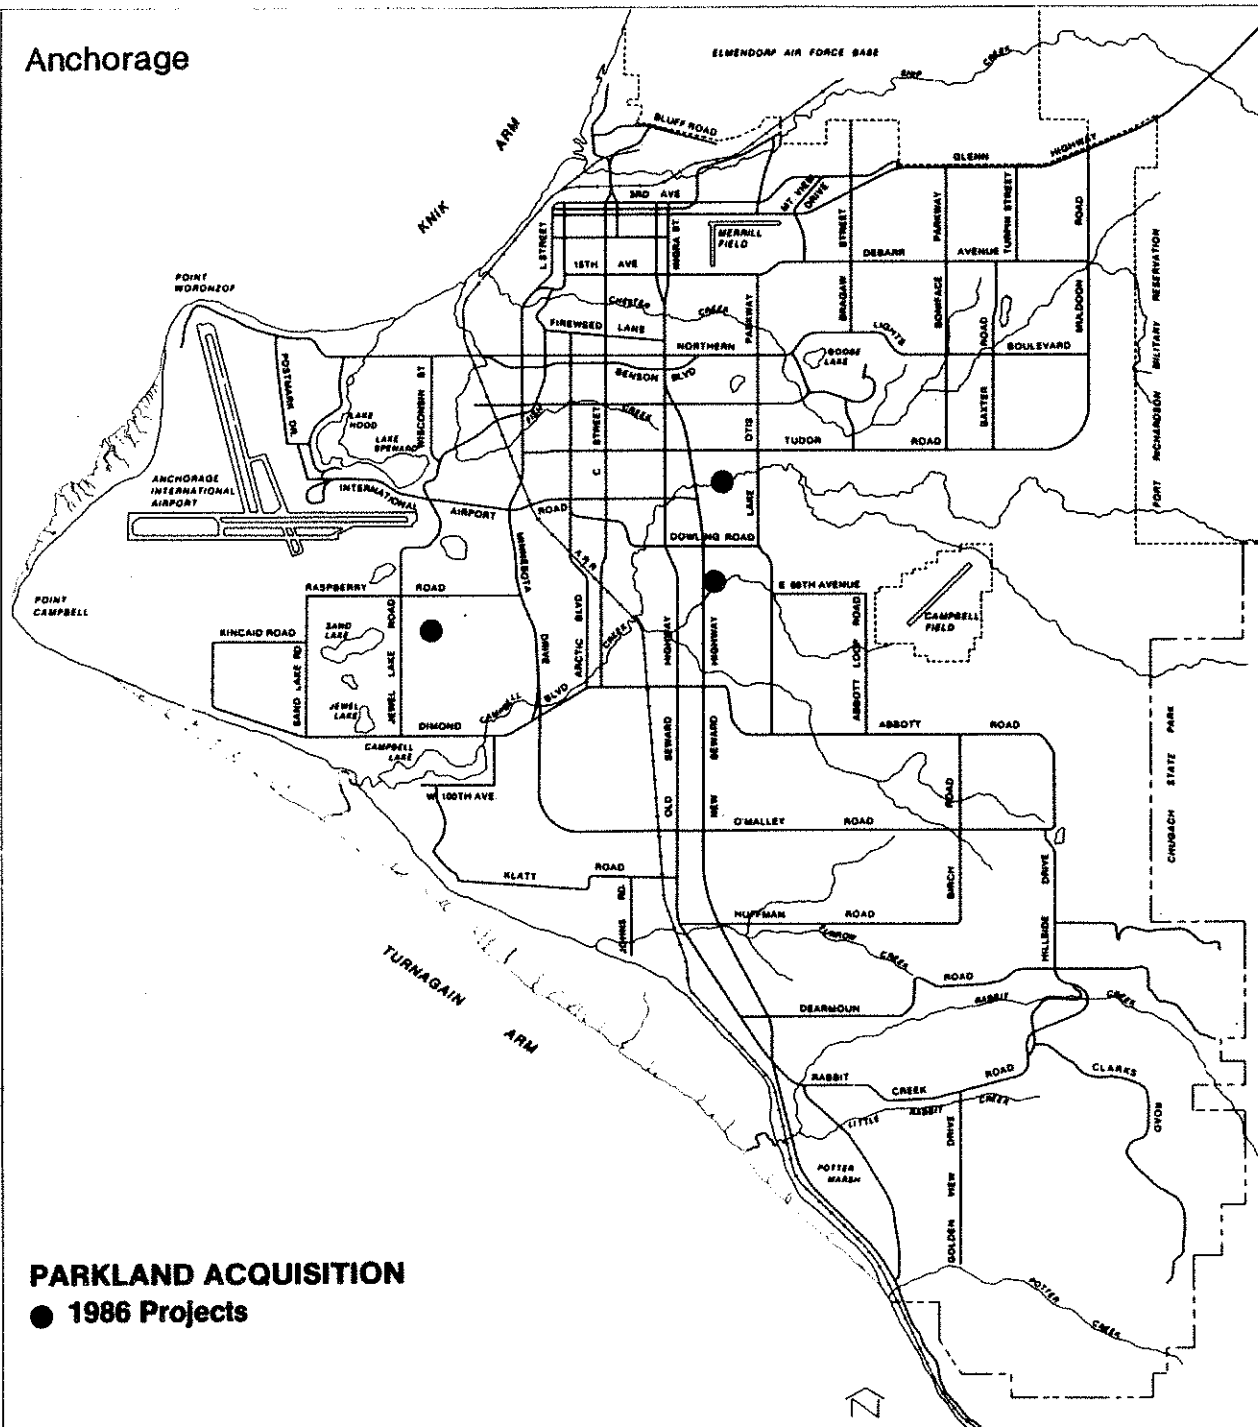 Anchorage
ELMENDORF AIR FORCE BASE
SHIP CREEK
KNIK ARM
BLUFF ROAD
GLENN HIGHWAY
3RD AVE
MT. VIEW DRIVE
L STREET
INGRA ST
MERRILL FIELD
15TH AVE
STREET
BRAGAW
DEBARR AVENUE
PARKWAY
BONIFACE
TURPIN STREET
ROAD
MULDOON
FORT RICHARDSON MILITARY RESERVATION
POINT WORONZOF
CHESTER CREEK
FIREWEED LANE
NORTHERN LIGHTS BOULEVARD
PARKWAY
OTIS
LAKE
GOOSE LAKE
ROAD
BAXTER
BENSON BLVD
POSTMARK DR.
LAKE HOOD
LAKE SPENARD
WISCONSIN ST
FISH CREEK
C STREET
TUDOR ROAD
ANCHORAGE INTERNATIONAL AIRPORT
INTERNATIONAL AIRPORT ROAD
DOWLING ROAD
ARR
MINNESOTA DRIVE
RASPBERRY ROAD
E 68TH AVENUE
CAMPBELL FIELD
POINT CAMPBELL
KINCAID ROAD
SAND LAKE
SAND LAKE RD
JEWEL LAKE ROAD
JEWEL LAKE
ARCTIC BLVD
CAMPBELL CREEK
ABBOTT LOOP ROAD
DIMOND BLVD
ABBOTT ROAD
CAMPBELL LAKE
W 100TH AVE.
OLD SEWARD HIGHWAY
NEW SEWARD HIGHWAY
O'MALLEY ROAD
CHUGACH STATE PARK
KLATT ROAD
JOHNS RD.
BIRCH ROAD
HILLSIDE DRIVE
HUFFMAN ROAD
FURROW CREEK
TURNAGAIN ARM
DEARMOUN ROAD
RABBIT CREEK
RABBIT CREEK ROAD
CLARKS ROAD
LITTLE RABBIT CREEK
POTTER MARSH
GOLDEN VIEW DRIVE
POTTER CREEK
PARKLAND ACQUISITION
● 1986 Projects
N